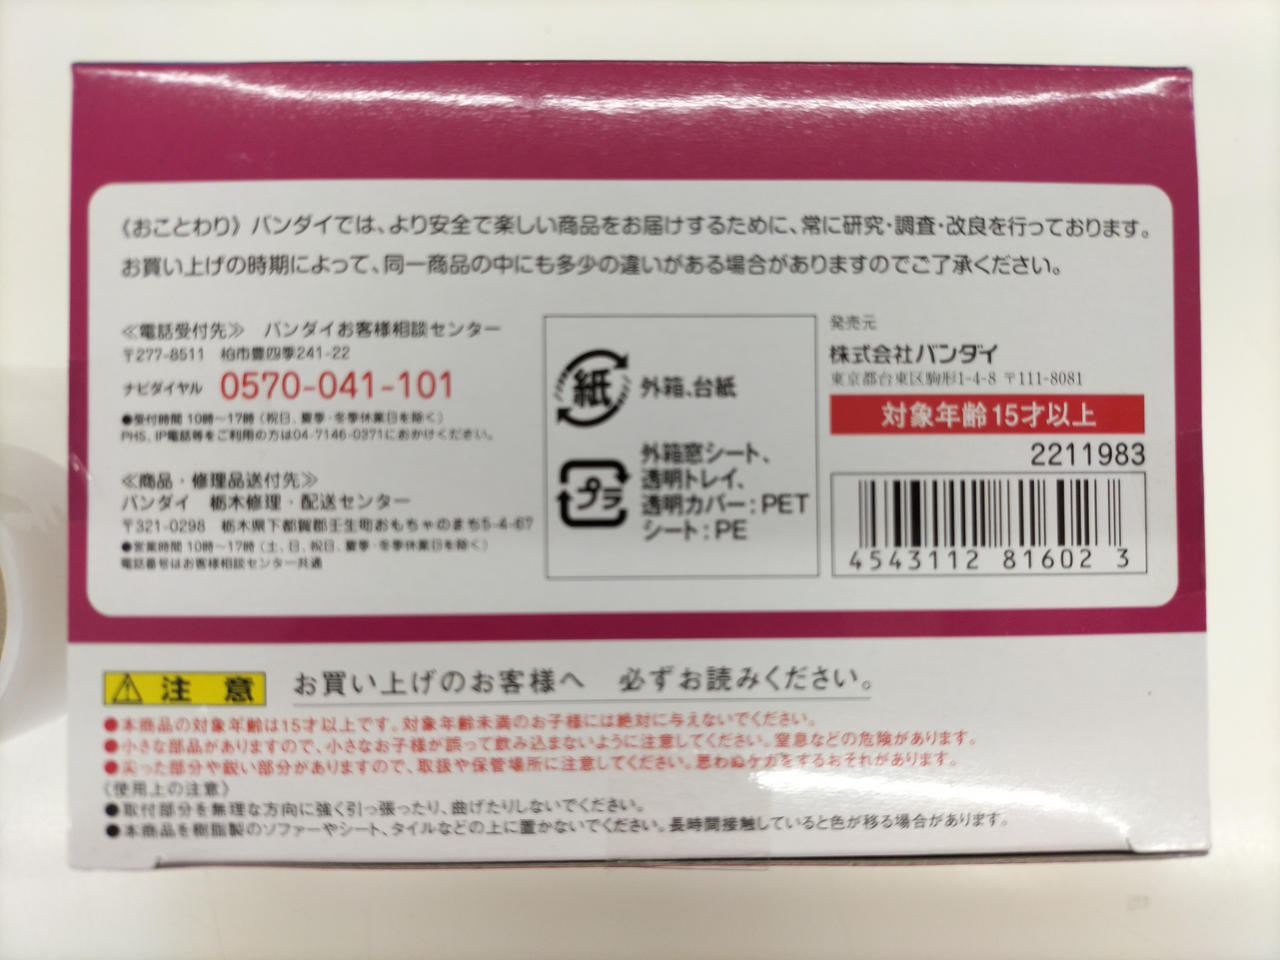 〈おことわり〉バンダイでは、より安全で楽しい商品をお届けするために、常に研究・調査・改良を行っております。
お買い上げの時期によって、同一商品の中にも多少の違いがある場合がありますのでご了承ください。
≪電話受付先≫ バンダイお客様相談センター
〒277-8511 柏市豊四季241-22
ナビダイヤル 0570-041-101
●受付時間 10時～17時（祝日、夏季・冬季休業日を除く）
PHS、IP電話等をご利用の方は04-7146-0371におかけください。
≪商品・修理品送付先≫
バンダイ 栃木修理・配送センター
〒321-0298 栃木県下都賀郡壬生町おもちゃのまち5-4-67
●営業時間 10時～17時（土、日、祝日、夏季・冬季休業日を除く）
電話番号はお客様相談センター共通
紙 外箱、台紙
プラ 外箱窓シート、
透明トレイ、
透明カバー：PET
シート：PE
発売元
株式会社バンダイ
東京都台東区駒形1-4-8 〒111-8081
対象年齢15才以上
2211983
4543112 81602 3
注意 お買い上げのお客様へ 必ずお読みください。
●本商品の対象年齢は15才以上です。対象年齢未満のお子様には絶対に与えないでください。
●小さな部品がありますので、小さなお子様が誤って飲み込まないように注意してください。窒息などの危険があります。
●尖った部分や鋭い部分がありますので、取扱や保管場所に注意してください。思わぬケガをするおそれがあります。
〈使用上の注意〉
●取付部分を無理な方向に強く引っ張ったり、曲げたりしないでください。
●本商品を樹脂製のソファーやシート、タイルなどの上に置かないでください。長時間接触していると色が移る場合があります。